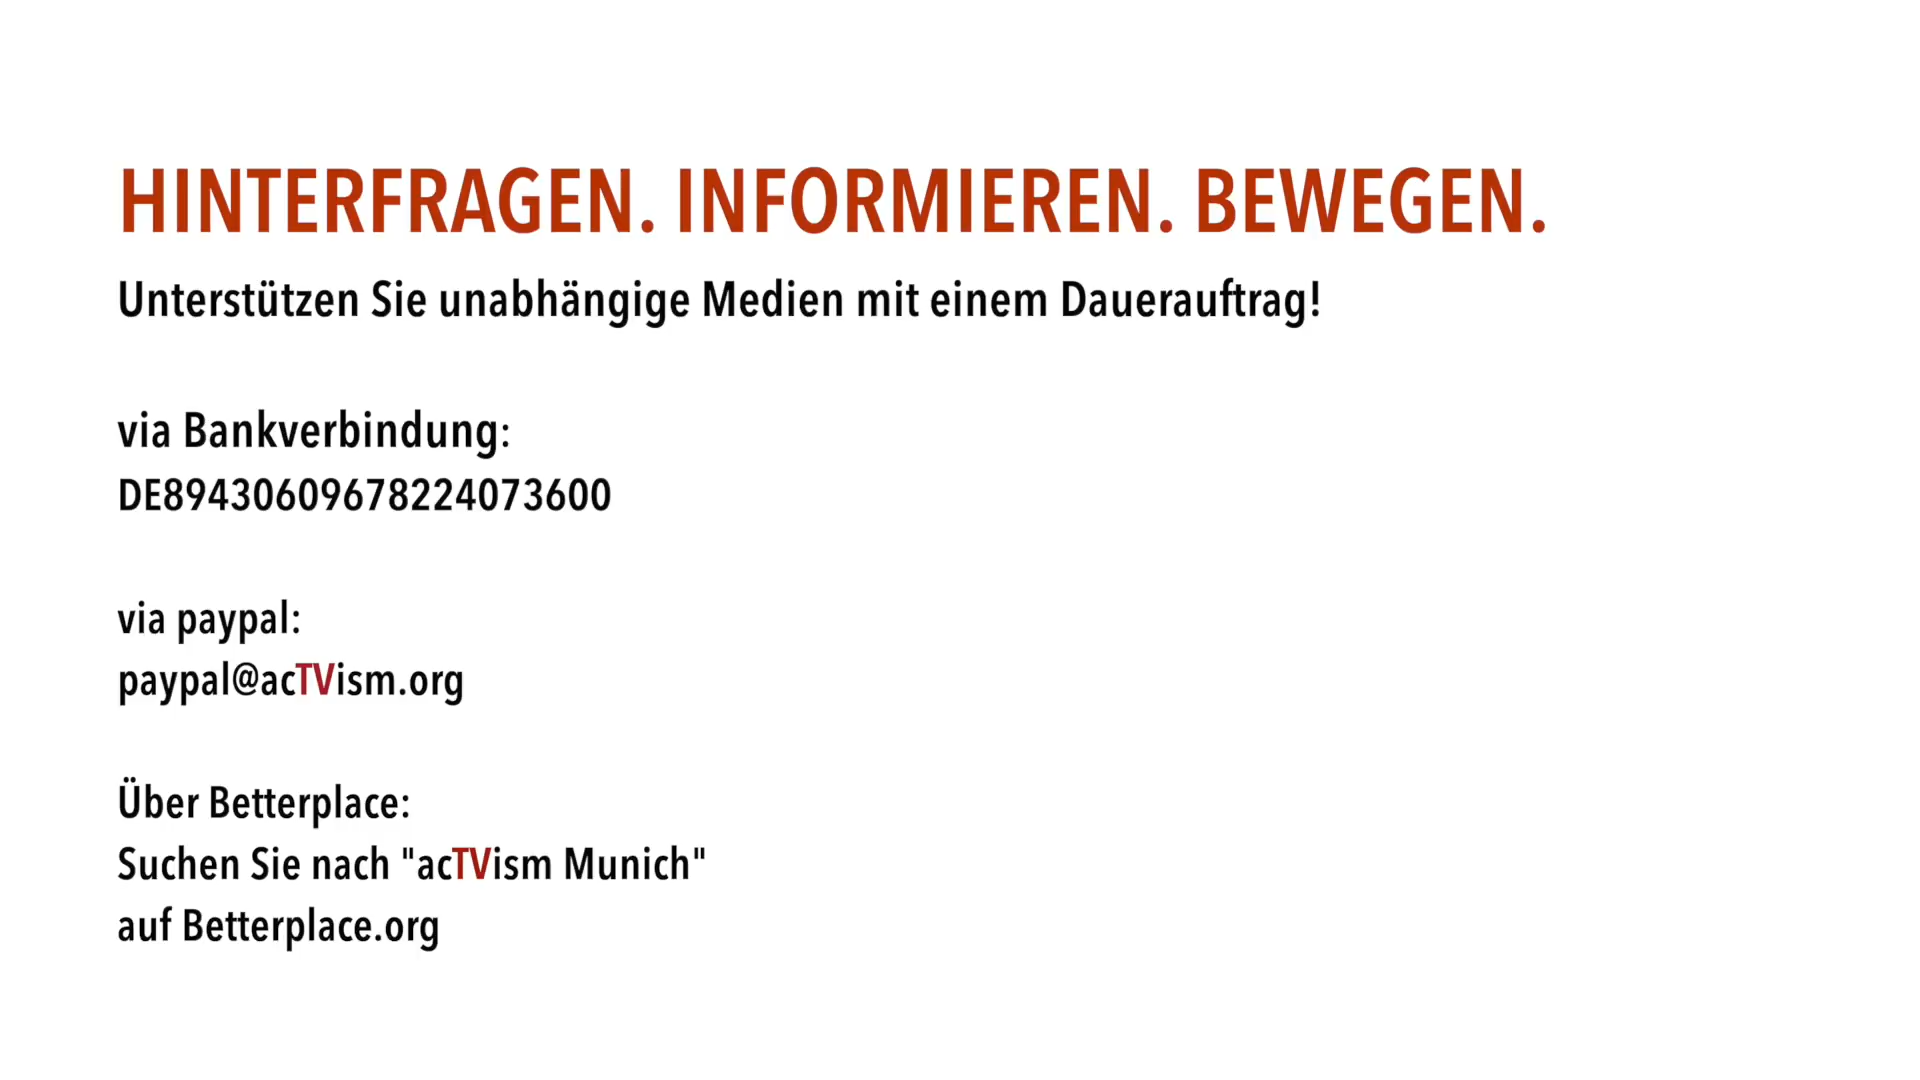 HINTERFRAGEN. INFORMIEREN. BEWEGEN.
Unterstützen Sie unabhängige Medien mit einem Dauerauftrag!
via Bankverbindung:
DE89430609678224073600
via paypal:
paypal@acTVism.org
Über Betterplace:
Suchen Sie nach "acTVism Munich"
auf Betterplace.org